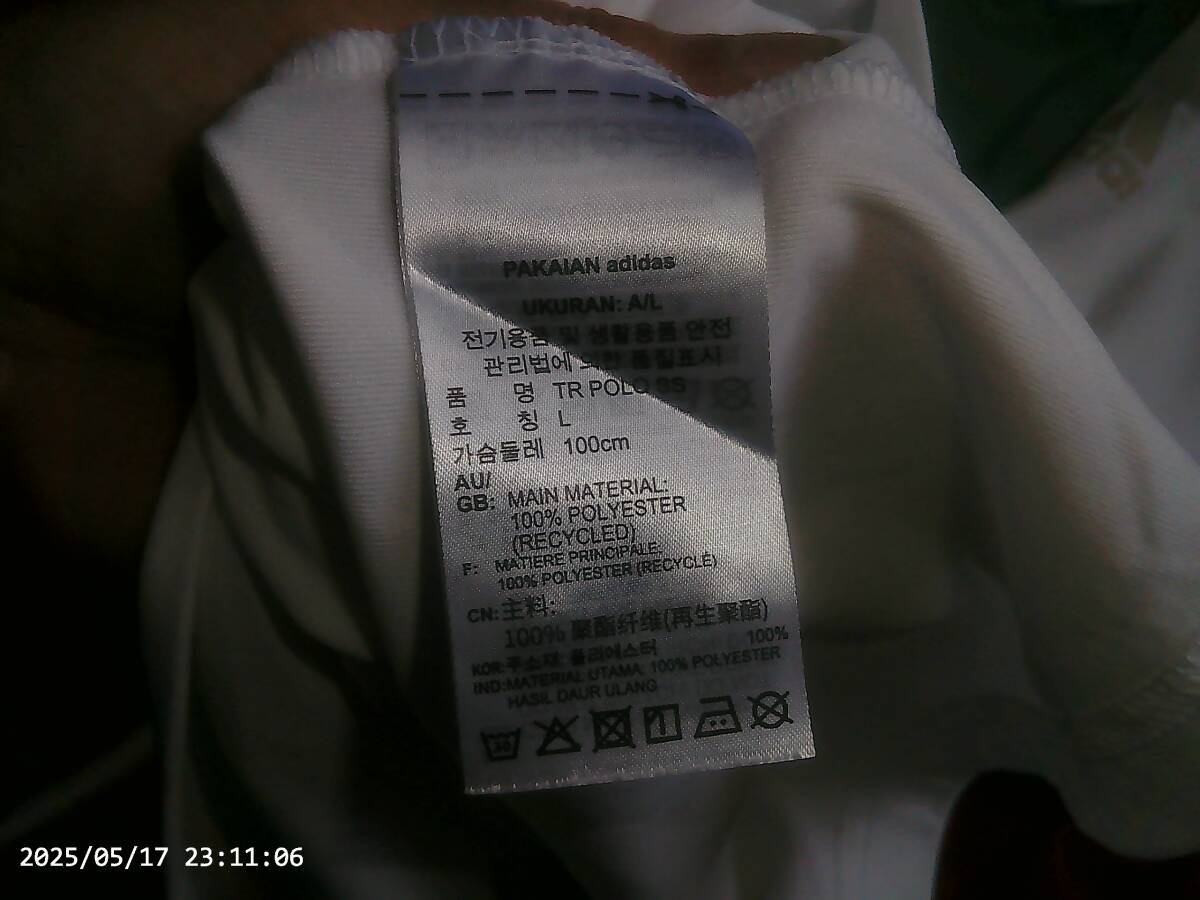 PAKAIAN adidas
UKURAN: A/L
전기용품 및 생활용품 안전
관리법에 의한 품질표시
품 명 TR POLO SS
호 칭 L
가슴둘레 100cm
AU/
GB: MAIN MATERIAL:
100% POLYESTER
(RECYCLED)
F: MATIERE PRINCIPALE:
100% POLYESTER (RECYCLÉ)
CN: 主料:
100% 聚酯纤维(再生聚酯)
KOR: 주소재: 폴리에스터 100%
IND: MATERIAL UTAMA: 100% POLYESTER
HASIL DAUR ULANG
30
2025/05/17 23:11:06